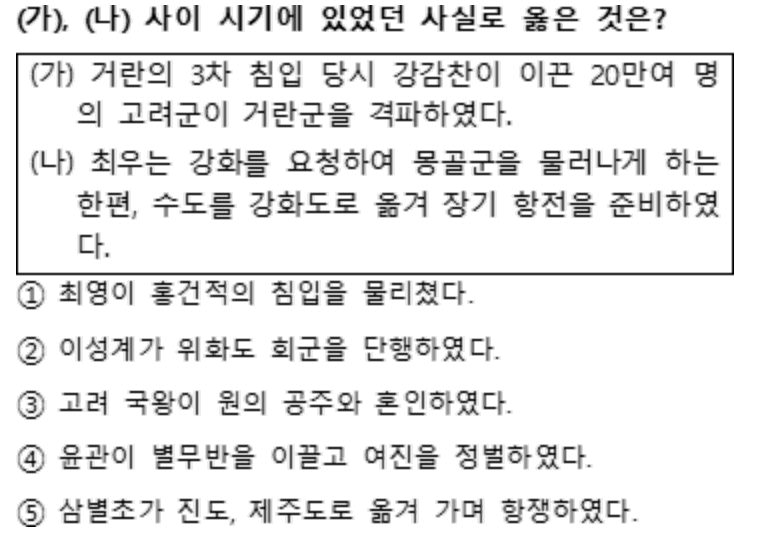 (가), (나) 사이 시기에 있었던 사실로 옳은 것은?
(가) 거란의 3차 침입 당시 강감찬이 이끈 20만여 명
의 고려군이 거란군을 격파하였다.
(나) 최우는 강화를 요청하여 몽골군을 물러나게 하는
한편, 수도를 강화도로 옮겨 장기 항전을 준비하였
다.
① 최영이 홍건적의 침입을 물리쳤다.
② 이성계가 위화도 회군을 단행하였다.
③ 고려 국왕이 원의 공주와 혼인하였다.
④ 윤관이 별무반을 이끌고 여진을 정벌하였다.
⑤ 삼별초가 진도, 제주도로 옮겨 가며 항쟁하였다.